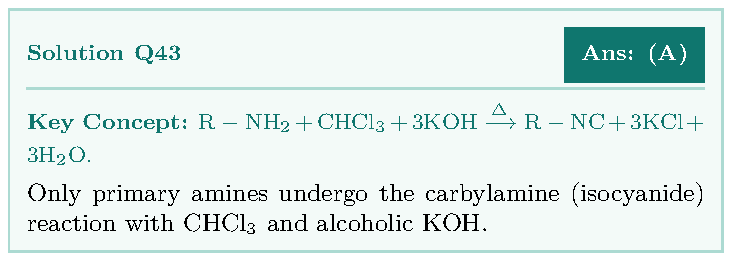 Solution Q43 Ans: (A)
Key Concept: R − NH₂ + CHCl₃ + 3KOH —Δ→ R − NC + 3KCl +
3H₂O.
Only primary amines undergo the carbylamine (isocyanide)
reaction with CHCl₃ and alcoholic KOH.